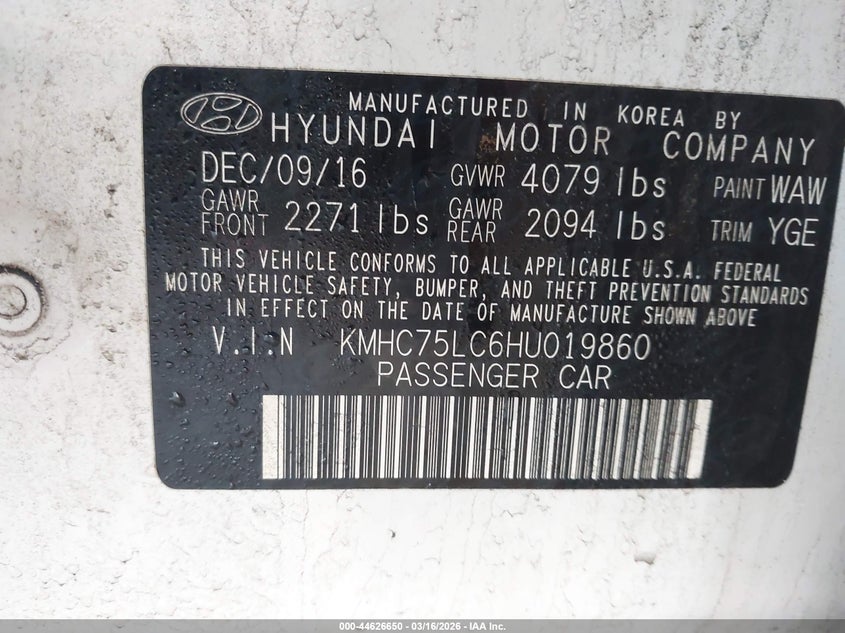 MANUFACTURED IN KOREA BY
HYUNDAI MOTOR COMPANY
DEC/09/16 GVWR 4079 lbs PAINT WAW
GAWR FRONT 2271 lbs GAWR REAR 2094 lbs TRIM YGE
THIS VEHICLE CONFORMS TO ALL APPLICABLE U.S.A. FEDERAL
MOTOR VEHICLE SAFETY, BUMPER, AND THEFT PREVENTION STANDARDS
IN EFFECT ON THE DATE OF MANUFACTURE SHOWN ABOVE
V.I.N KMHC75LC6HU019860
PASSENGER CAR
000-44626650 - 03/16/2026 - IAA Inc.